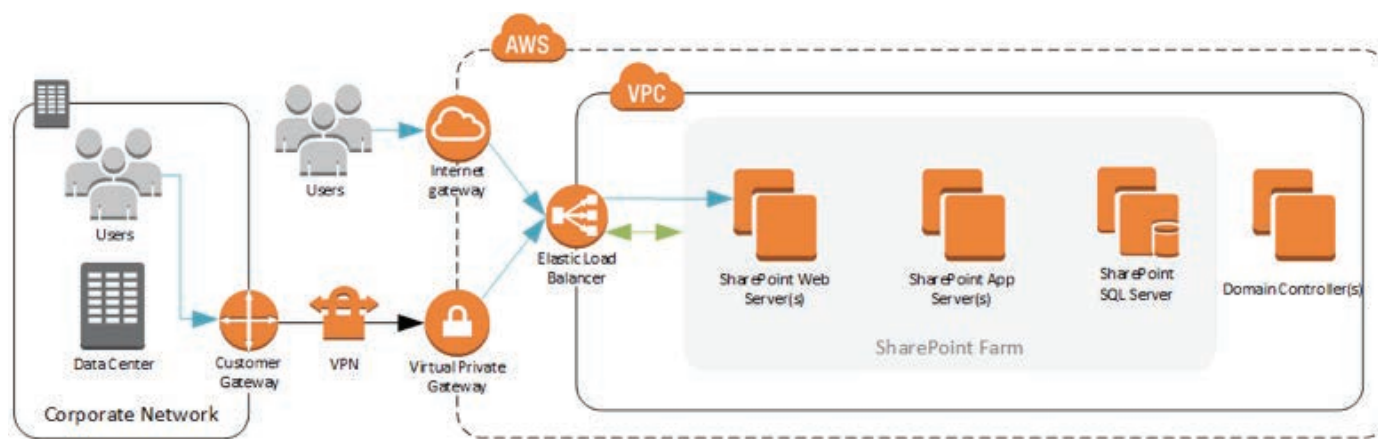 AWS
VPC
Users
Data Center
Corporate Network
Customer
Gateway
VPN
Users
Internet
gateway
Virtual Private
Gateway
Elastic Load
Balancer
SharePoint Web
Server(s)
SharePoint App
Server(s)
SharePoint
SQL Server
SharePoint Farm
Domain Controller(s)